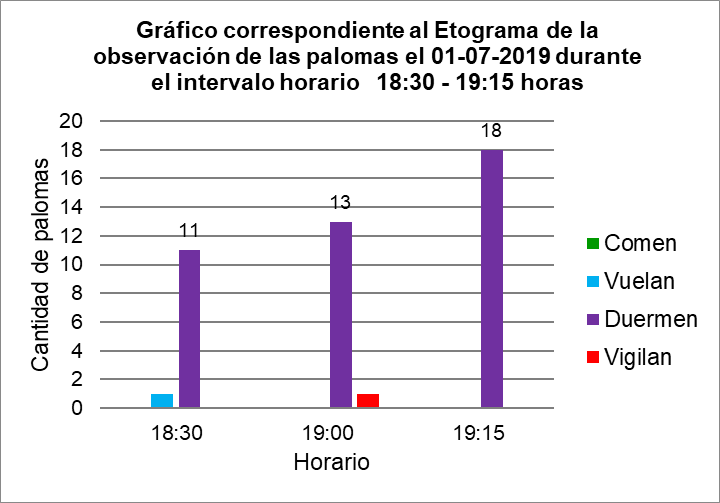 Gráfico correspondiente al Etograma de la
observación de las palomas el 01-07-2019 durante
el intervalo horario 18:30 - 19:15 horas
Cantidad de palomas
20
18
16
14
12
10
8
6
4
2
0
11
13
18
18:30
19:00
19:15
Horario
Comen
Vuelan
Duermen
Vigilan